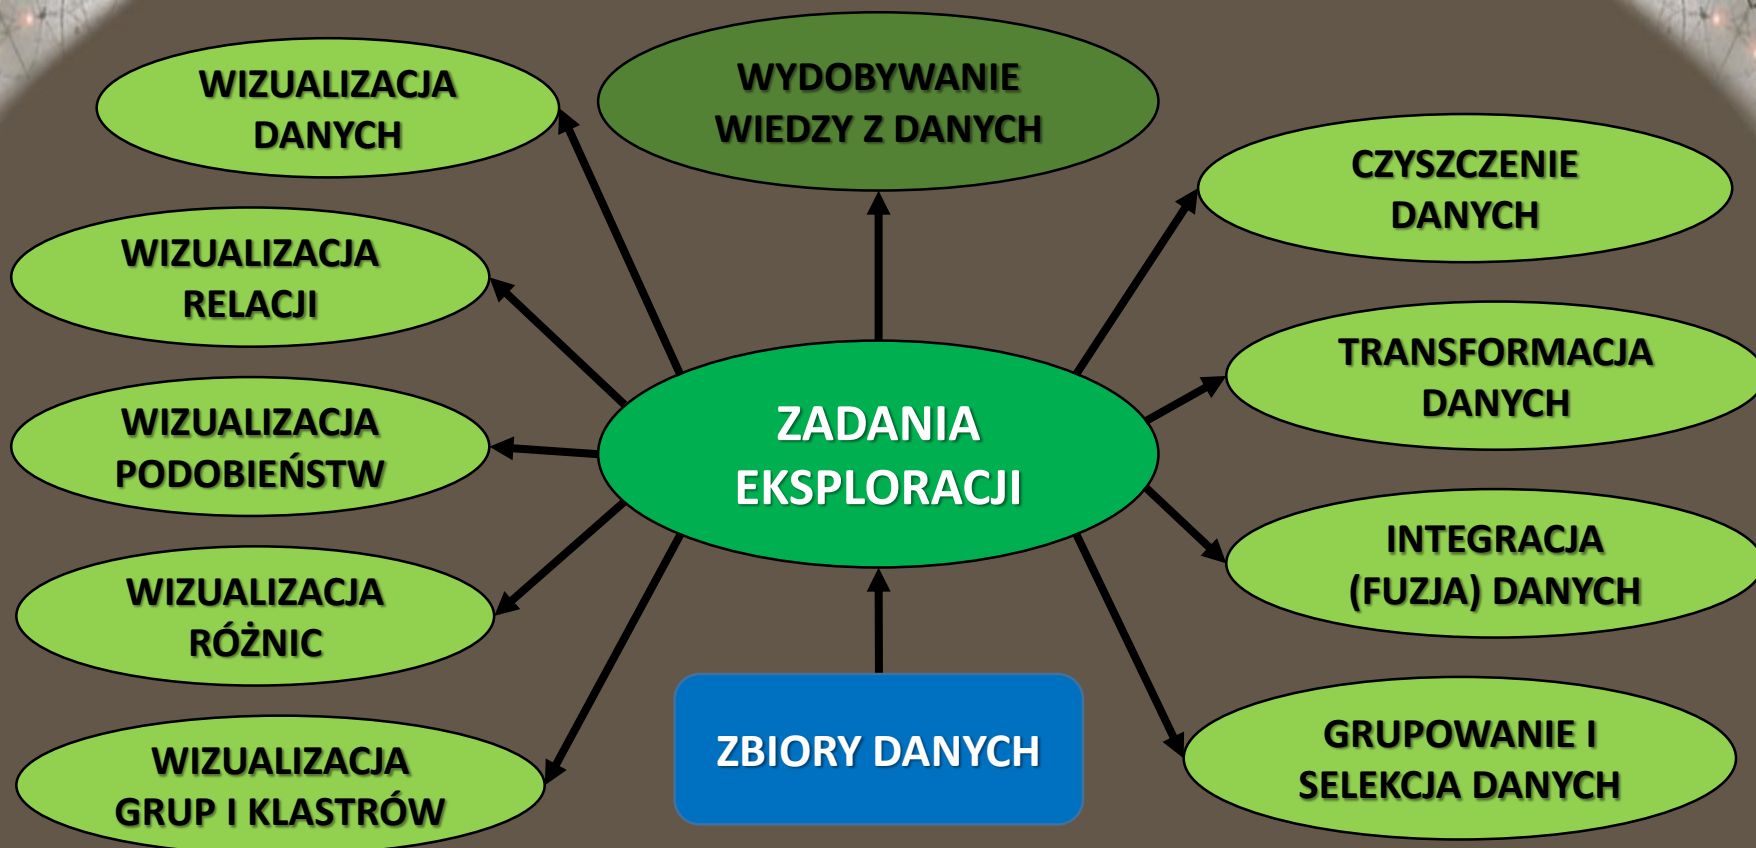 WIZUALIZACJA
DANYCH
WYDOBYWANIE
WIEDZY Z DANYCH
CZYSZCZENIE
DANYCH
WIZUALIZACJA
RELACJI
TRANSFORMACJA
DANYCH
WIZUALIZACJA
PODOBIEŃSTW
ZADANIA
EKSPLORACJI
INTEGRACJA
(FUZJA) DANYCH
WIZUALIZACJA
RÓŻNIC
ZBIORY DANYCH
GRUPOWANIE I
SELEKCJA DANYCH
WIZUALIZACJA
GRUP I KLASTRÓW